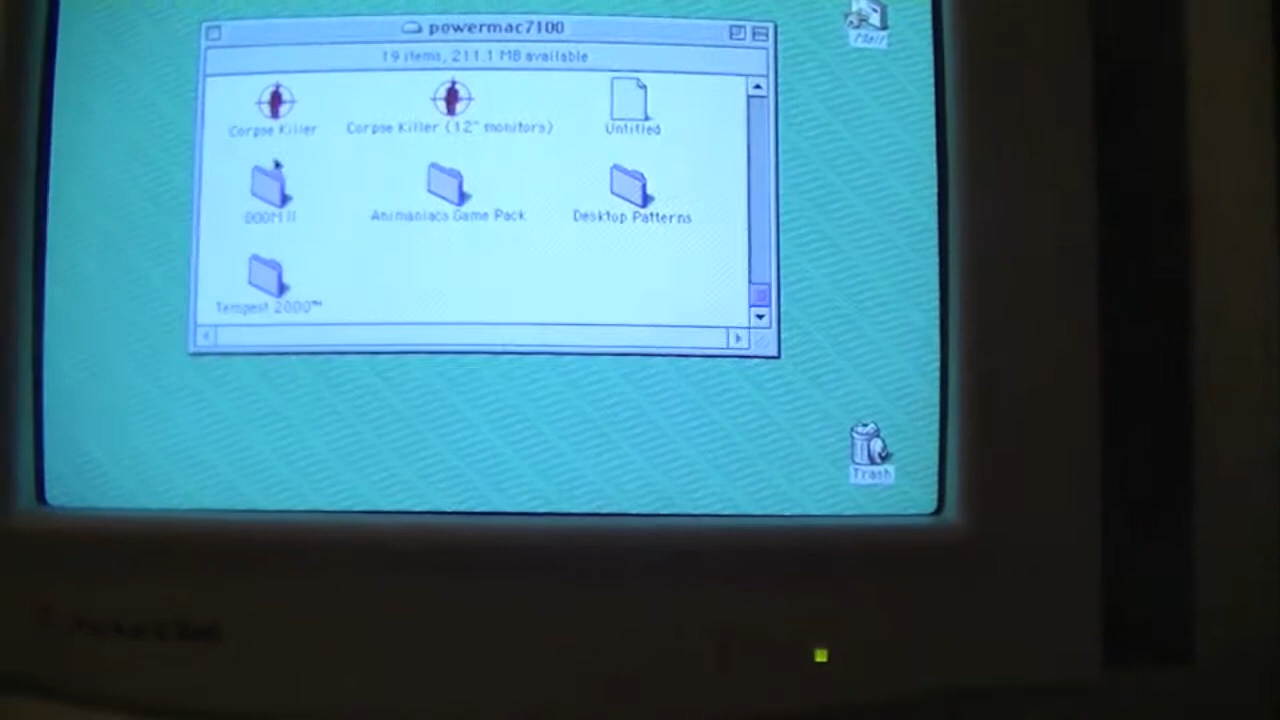 powermac7100
Mail
19 items, 211.1 MB available
Corpse Killer
Corpse Killer (12" monitors)
Untitled
DOOM II
Animaniacs Game Pack
Desktop Patterns
Tempest 2000™
Trash